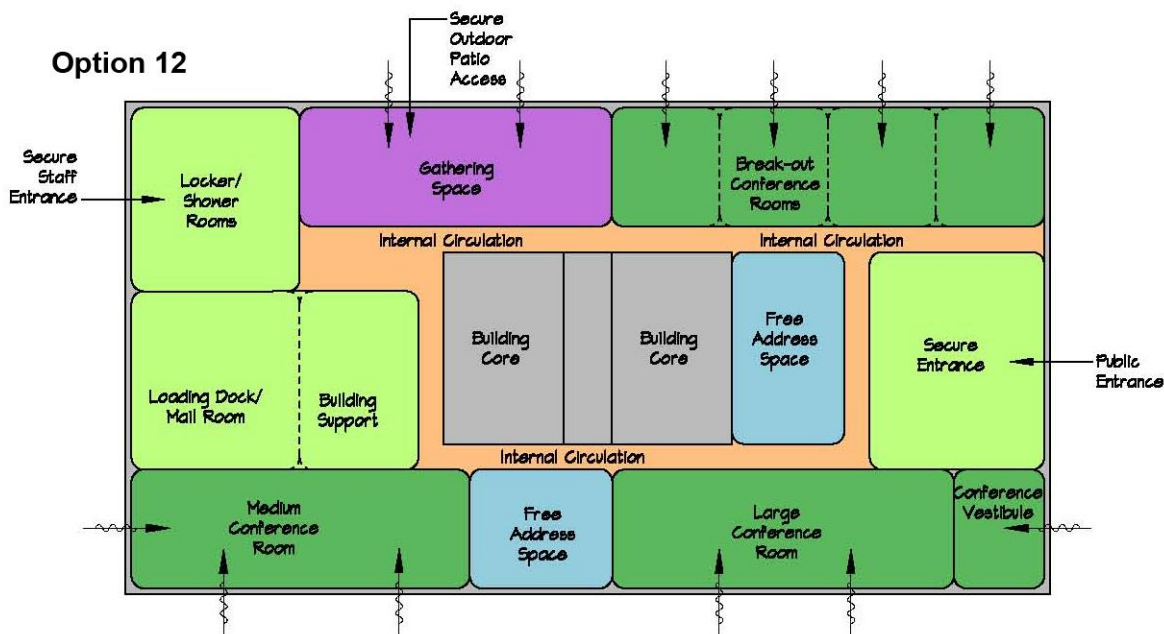 Option 12
Secure
Outdoor
Patio
Access
Secure
Staff
Entrance
Locker/
Shower
Rooms
Gathering
Space
Break-out
Conference
Rooms
Internal Circulation
Internal Circulation
Building
Core
Building
Core
Free
Address
Space
Secure
Entrance
Public
Entrance
Loading Dock/
Mail Room
Building
Support
Internal Circulation
Medium
Conference
Room
Free
Address
Space
Large
Conference
Room
Conference
Vestibule